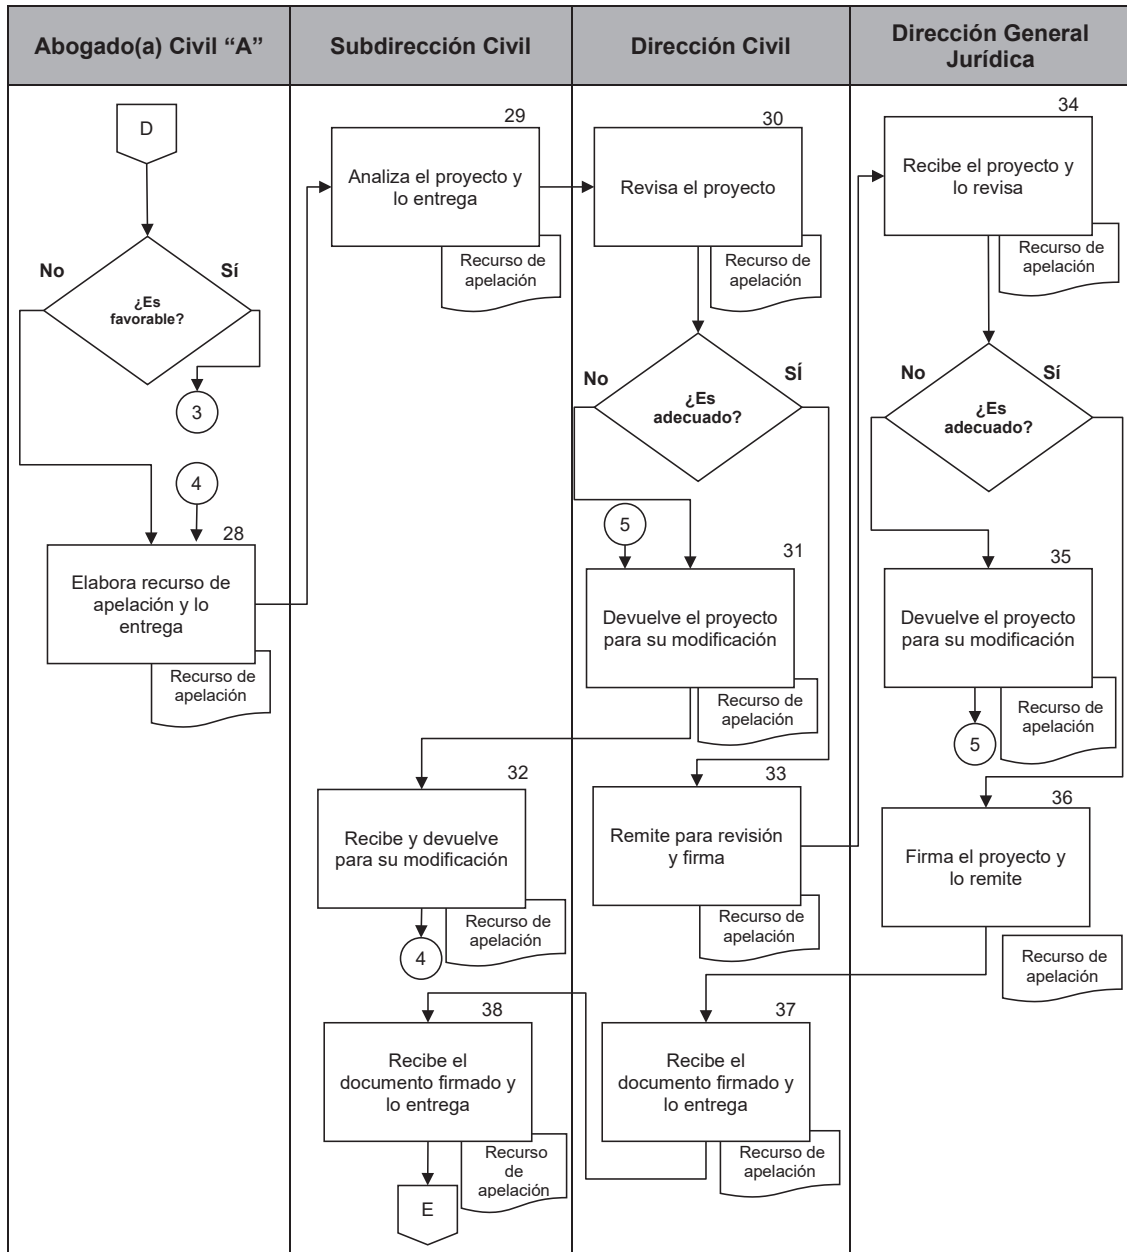 Abogado(a) Civil “A”
Subdirección Civil
Dirección Civil
Dirección General
Jurídica
D
No
Sí
¿Es
favorable?
3
4
28
Elabora recurso de
apelación y lo
entrega
Recurso de
apelación
29
Analiza el proyecto y
lo entrega
Recurso de
apelación
30
Revisa el proyecto
Recurso de
apelación
No
SÍ
¿Es
adecuado?
5
31
Devuelve el proyecto
para su modificación
Recurso de
apelación
32
Recibe y devuelve
para su modificación
Recurso de
apelación
4
33
Remite para revisión
y firma
Recurso de
apelación
34
Recibe el proyecto y
lo revisa
Recurso de
apelación
No
Sí
¿Es
adecuado?
35
Devuelve el proyecto
para su modificación
Recurso de
apelación
5
36
Firma el proyecto y
lo remite
Recurso de
apelación
37
Recibe el
documento firmado y
lo entrega
Recurso de
apelación
38
Recibe el
documento firmado y
lo entrega
Recurso
de
apelación
E